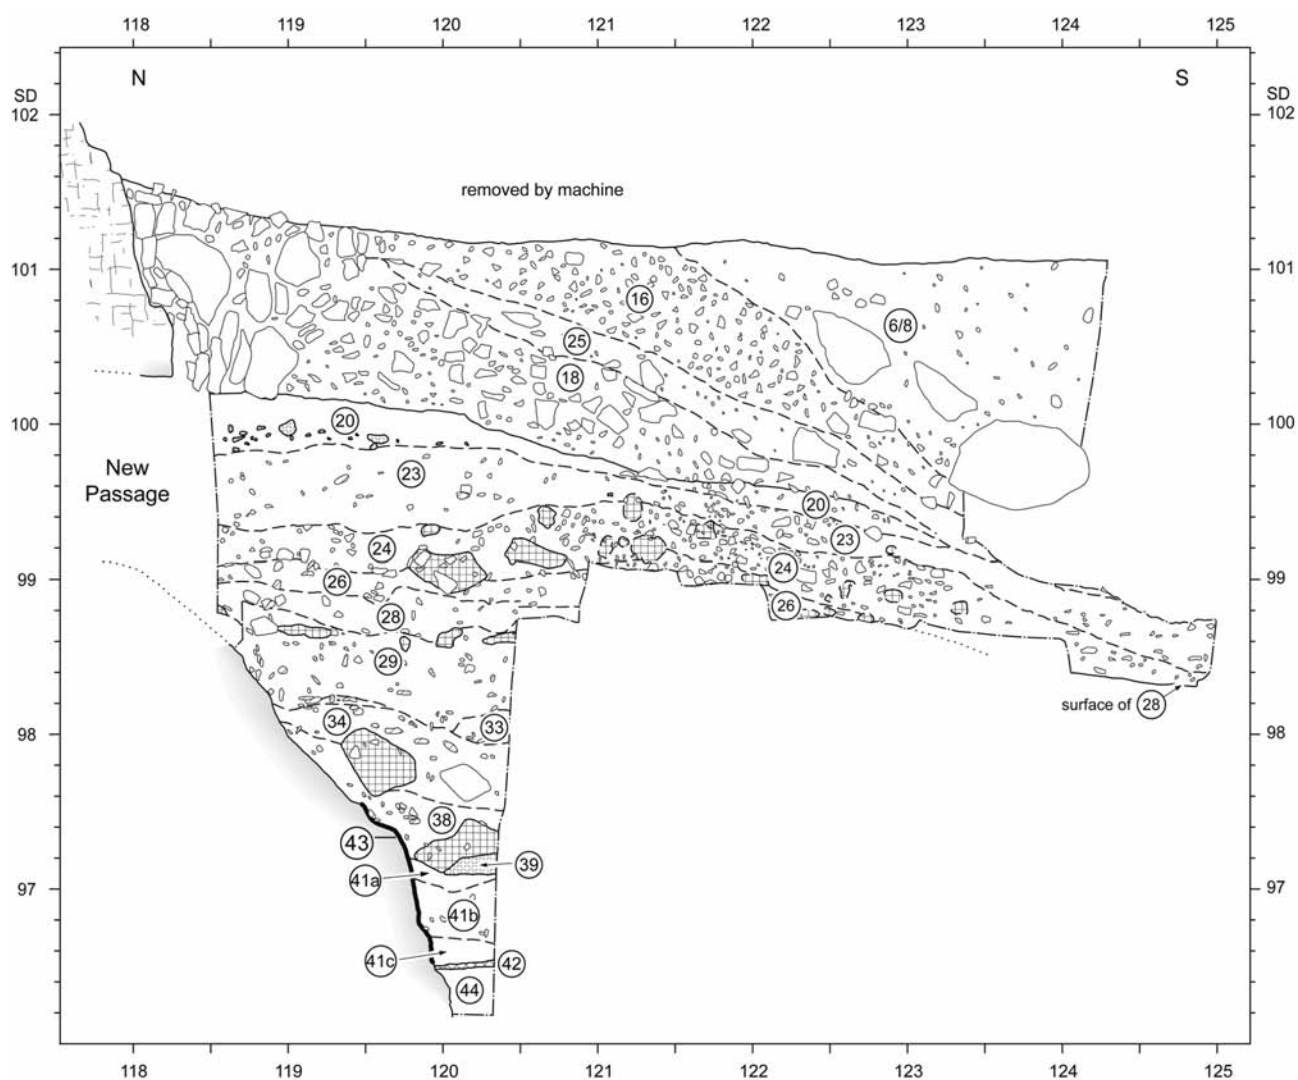 118 119 120 121 122 123 124 125
N S
SD SD
102 102
removed by machine
101 101
16
6/8
25
18
100 100
20
New
Passage
23
20
23
24
24
99 99
26
26
28
29
surface of 28
34
33
98 98
38
43
39
41a
97 97
41b
41c
42
44
118 119 120 121 122 123 124 125